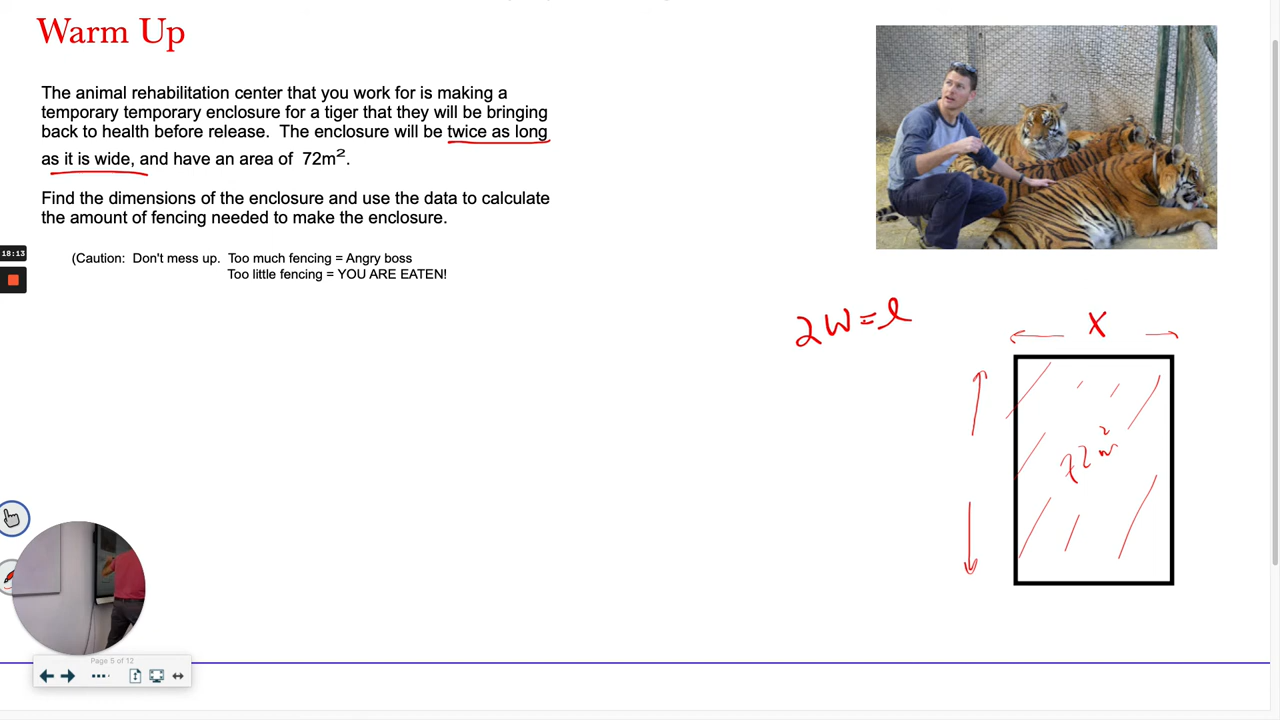 Warm Up
The animal rehabilitation center that you work for is making a
temporary temporary enclosure for a tiger that they will be bringing
back to health before release. The enclosure will be twice as long
as it is wide, and have an area of 72m².
Find the dimensions of the enclosure and use the data to calculate
the amount of fencing needed to make the enclosure.
(Caution: Don't mess up. Too much fencing = Angry boss
Too little fencing = YOU ARE EATEN!
18:13
2W=l
X
72m²
Page 5 of 12